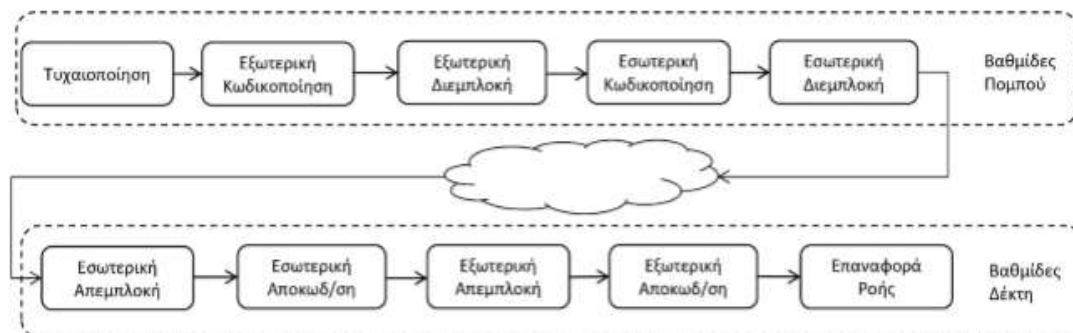 Τυχαιοποίηση
Εξωτερική
Κωδικοποίηση
Εξωτερική
Διεμπλοκή
Εσωτερική
Κωδικοποίηση
Εσωτερική
Διεμπλοκή
Βαθμίδες
Πομπού
Εσωτερική
Απεμπλοκή
Εσωτερική
Αποκωδ/ση
Εξωτερική
Απεμπλοκή
Εξωτερική
Αποκωδ/ση
Επαναφορά
Ροής
Βαθμίδες
Δέκτη